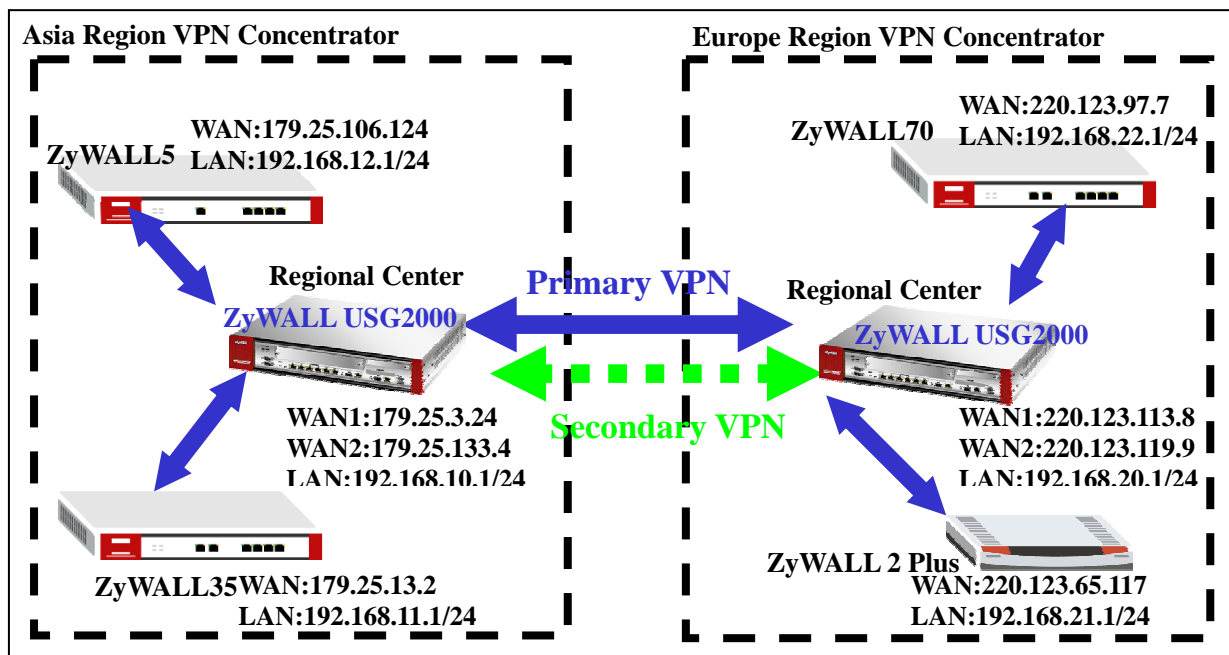 Asia Region VPN Concentrator
WAN:179.25.106.124
ZyWALL5
LAN:192.168.12.1/24
Regional Center
ZyWALL USG2000
WAN1:179.25.3.24
WAN2:179.25.133.4
LAN:192.168.10.1/24
ZyWALL35
WAN:179.25.13.2
LAN:192.168.11.1/24
Primary VPN
Secondary VPN
Europe Region VPN Concentrator
WAN:220.123.97.7
ZyWALL70
LAN:192.168.22.1/24
Regional Center
ZyWALL USG2000
WAN1:220.123.113.8
WAN2:220.123.119.9
LAN:192.168.20.1/24
ZyWALL 2 Plus
WAN:220.123.65.117
LAN:192.168.21.1/24